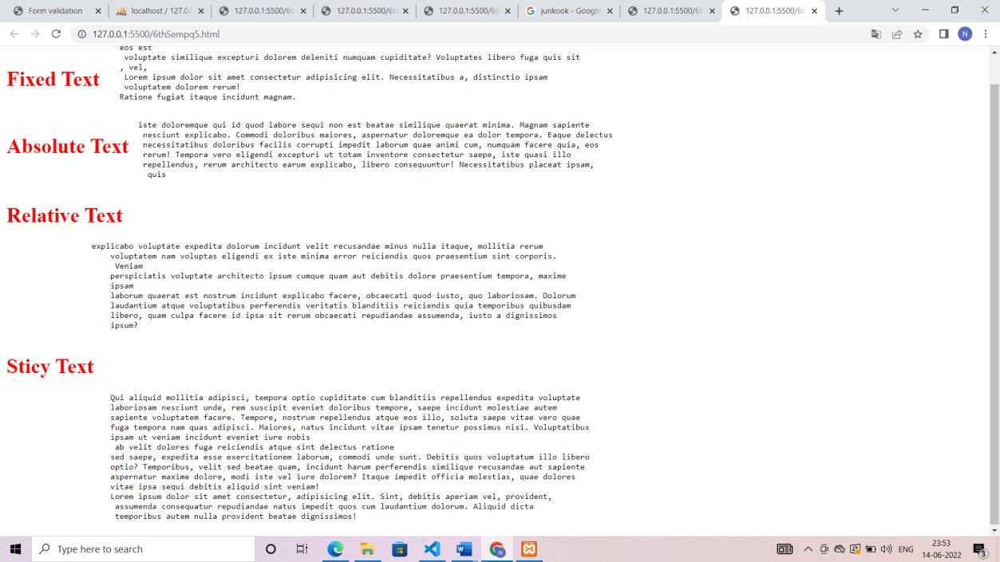 Form validation
localhost / 127.0.
127.0.0.1:5500/6th
127.0.0.1:5500/6th
127.0.0.1:5500/6th
junkook - Google
127.0.0.1:5500/6th
127.0.0.1:5500/6th
127.0.0.1:5500/6thSempq5.html
N
eos est
voluptate similique excepturi dolorem deleniti numquam cupiditate? Voluptates libero fuga quis sit
, vel,
Fixed Text
Lorem ipsum dolor sit amet consectetur adipisicing elit. Necessitatibus a, distinctio ipsam
voluptatem dolorem rerum!
Ratione fugiat itaque incidunt magnam.
iste doloremque qui id quod labore sequi non est beatae similique quaerat minima. Magnam sapiente
nesciunt explicabo. Commodi doloribus maiores, aspernatur doloremque ea dolor tempora. Eaque delectus
Absolute Text
necessitatibus doloribus facilis corrupti impedit laborum quae animi cum, numquam facere quia, eos
rerum! Tempora vero eligendi excepturi ut totam inventore consectetur saepe, iste quasi illo
repellendus, rerum architecto earum explicabo, libero consequuntur! Necessitatibus placeat ipsam,
quis
Relative Text
explicabo voluptate expedita dolorum incidunt velit recusandae minus nulla itaque, mollitia rerum
voluptatem nam voluptas eligendi ex iste minima error reiciendis quos praesentium sint corporis.
Veniam
perspiciatis voluptate architecto ipsum cumque quam aut debitis dolore praesentium tempora, maxime
ipsam
laborum quaerat est nostrum incidunt explicabo facere, obcaecati quod iusto, quo laboriosam. Dolorum
laudantium atque voluptatibus perferendis veritatis blanditiis reiciendis quia temporibus quibusdam
libero, quam culpa facere id ipsa sit rerum obcaecati repudiandae assumenda, iusto a dignissimos
ipsum?
Sticy Text
Qui aliquid mollitia adipisci, tempora optio cupiditate cum blanditiis repellendus expedita voluptate
laboriosam nesciunt unde, rem suscipit eveniet doloribus tempore, saepe incidunt molestiae autem
sapiente voluptatem facere. Tempore, nostrum repellendus atque eos illo, soluta saepe vitae vero quae
fuga tempora nam quas adipisci. Maiores, natus incidunt vitae ipsam tenetur possimus nisi. Voluptatibus
ipsam ut veniam incidunt eveniet iure nobis
ab velit dolores fuga reiciendis atque sint delectus ratione
sed saepe, expedita esse exercitationem laborum, commodi unde sunt. Debitis quos voluptatum illo libero
optio? Temporibus, velit sed beatae quam, incidunt harum perferendis similique recusandae aut sapiente
aspernatur maxime dolore, modi iste vel iure dolorem? Itaque impedit officia molestias, quae dolores
vitae ipsa sequi debitis aliquid sint veniam!
Lorem ipsum dolor sit amet consectetur, adipisicing elit. Sint, debitis aperiam vel, provident,
assumenda consequatur repudiandae natus impedit quos cum laudantium dolorum. Aliquid dicta
temporibus autem nulla provident beatae dignissimos!
Type here to search
ENG
23:53
14-06-2022
3